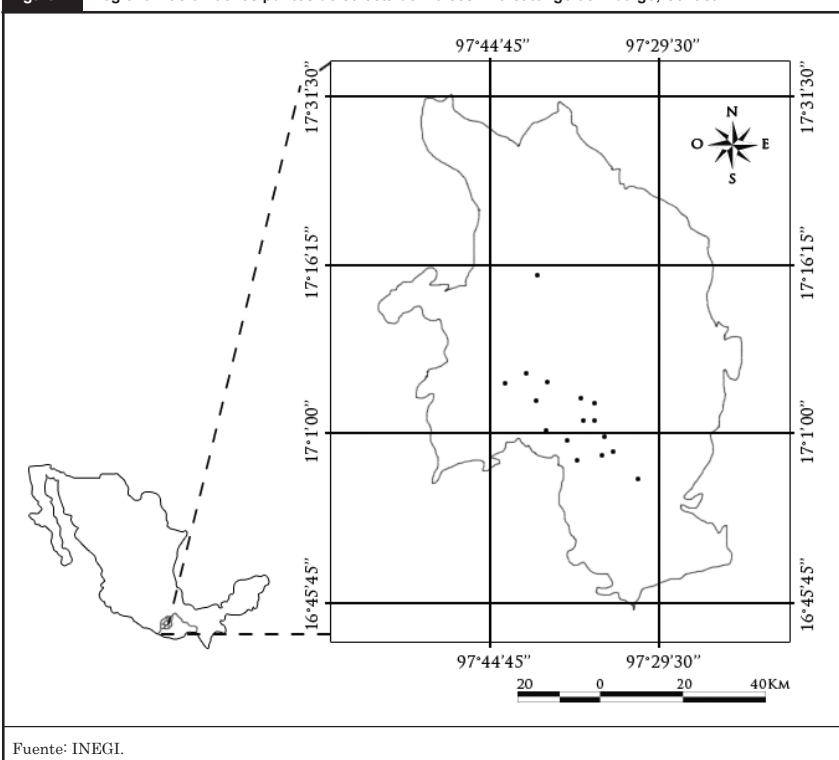 97°44'45" 97°29'30"
17°31'30" 17°31'30"
N
O E
S
17°16'15" 17°16'15"
17°1'00" 17°1'00"
16°45'45" 16°45'45"
97°44'45" 97°29'30"
20 0 20 40KM
Fuente: INEGI.